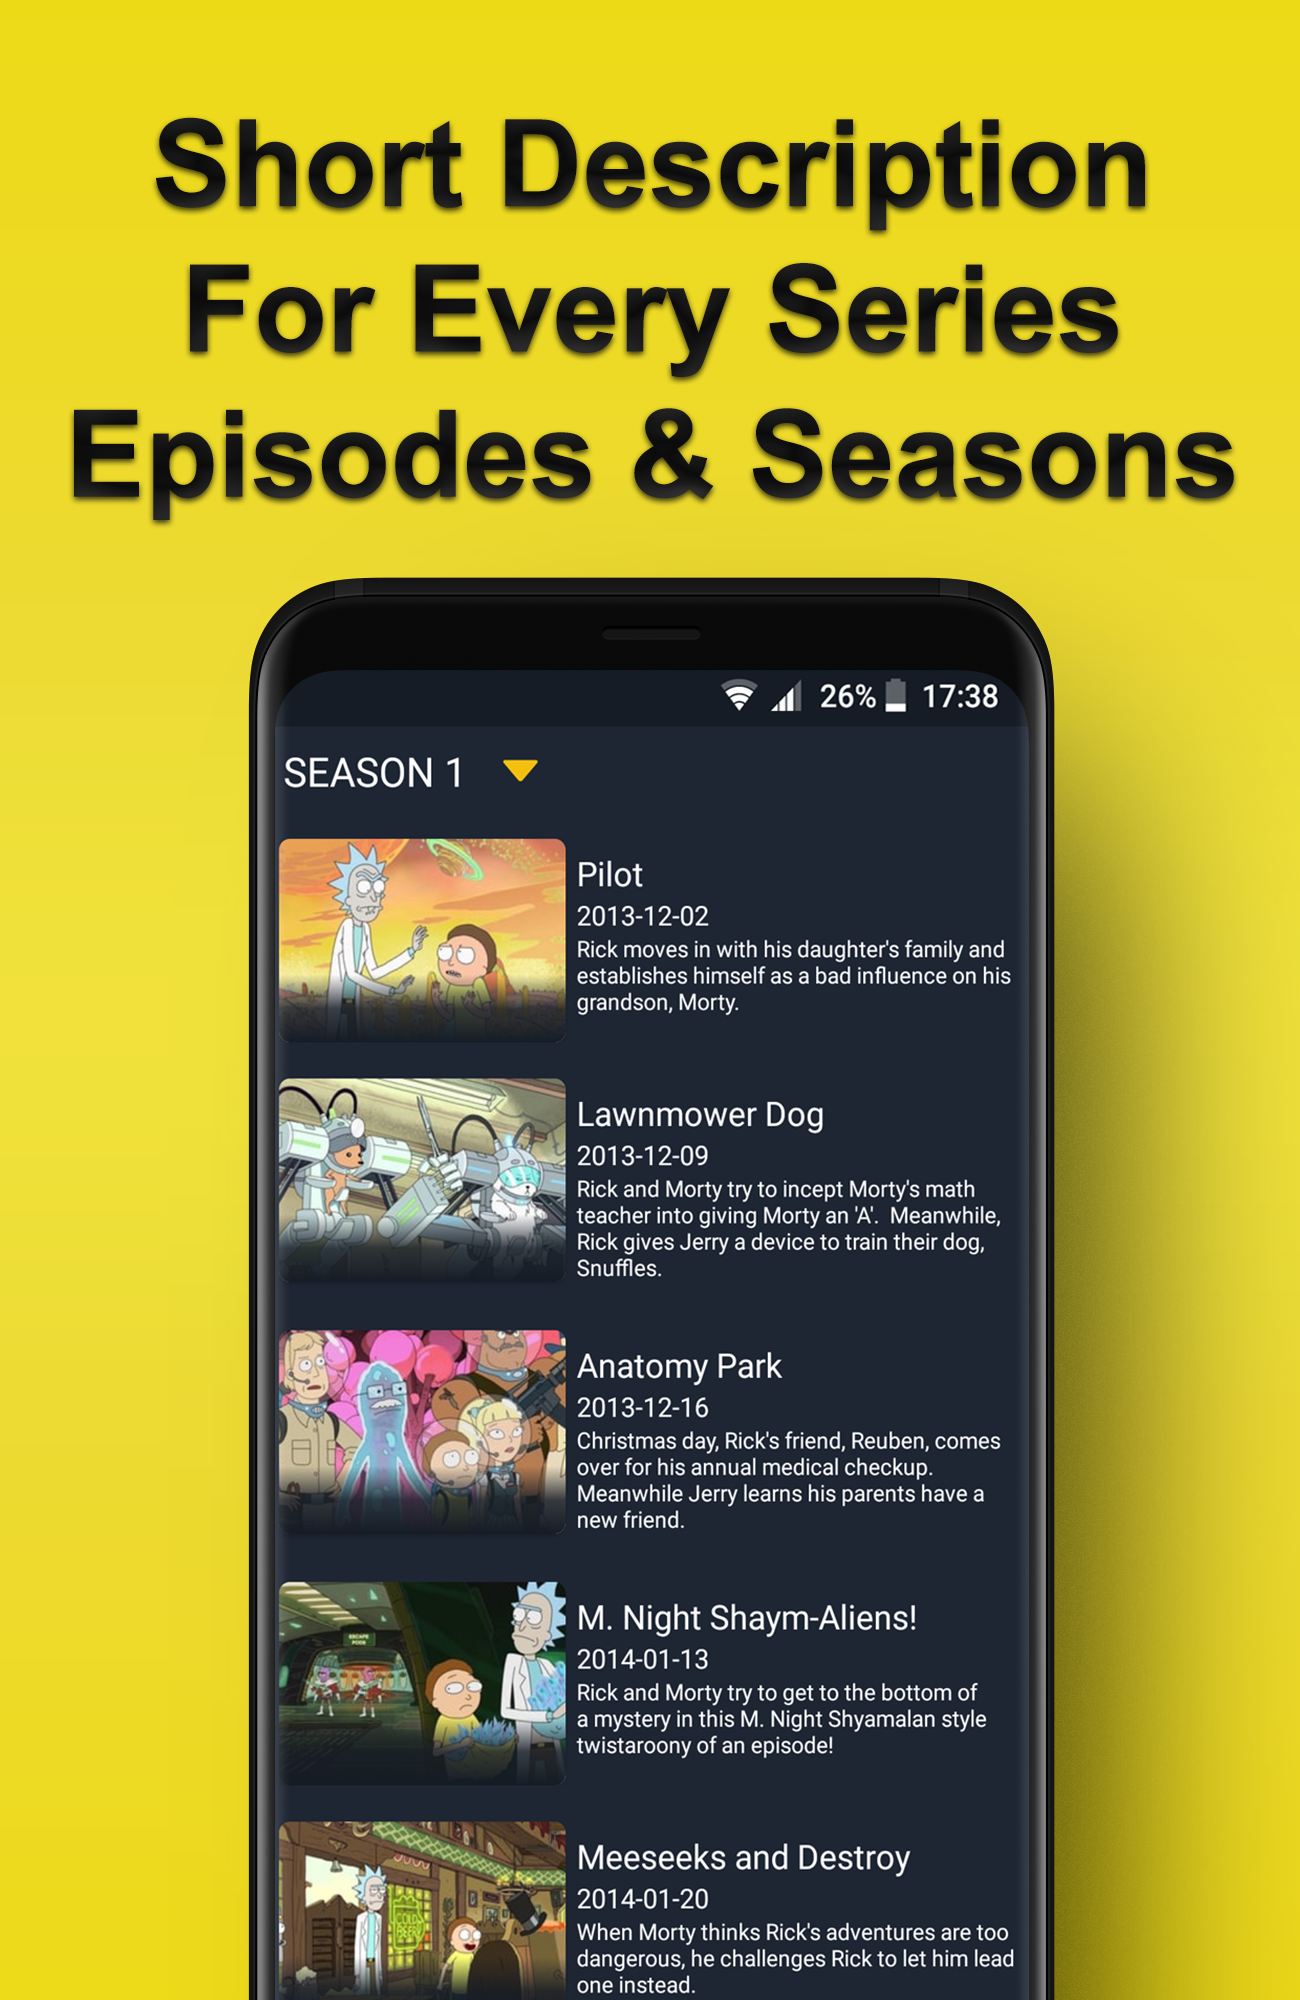 Short Description
For Every Series
Episodes & Seasons
26% 17:38
SEASON 1
Pilot
2013-12-02
Rick moves in with his daughter's family and
establishes himself as a bad influence on his
grandson, Morty.
Lawnmower Dog
2013-12-09
Rick and Morty try to incept Morty's math
teacher into giving Morty an 'A'.  Meanwhile,
Rick gives Jerry a device to train their dog,
Snuffles.
Anatomy Park
2013-12-16
Christmas day, Rick's friend, Reuben, comes
over for his annual medical checkup.
Meanwhile Jerry learns his parents have a
new friend.
ESCAPE
PODS
M. Night Shaym-Aliens!
2014-01-13
Rick and Morty try to get to the bottom of
a mystery in this M. Night Shyamalan style
twistaroony of an episode!
COLD
BEER
Meeseeks and Destroy
2014-01-20
When Morty thinks Rick's adventures are too
dangerous, he challenges Rick to let him lead
one instead.